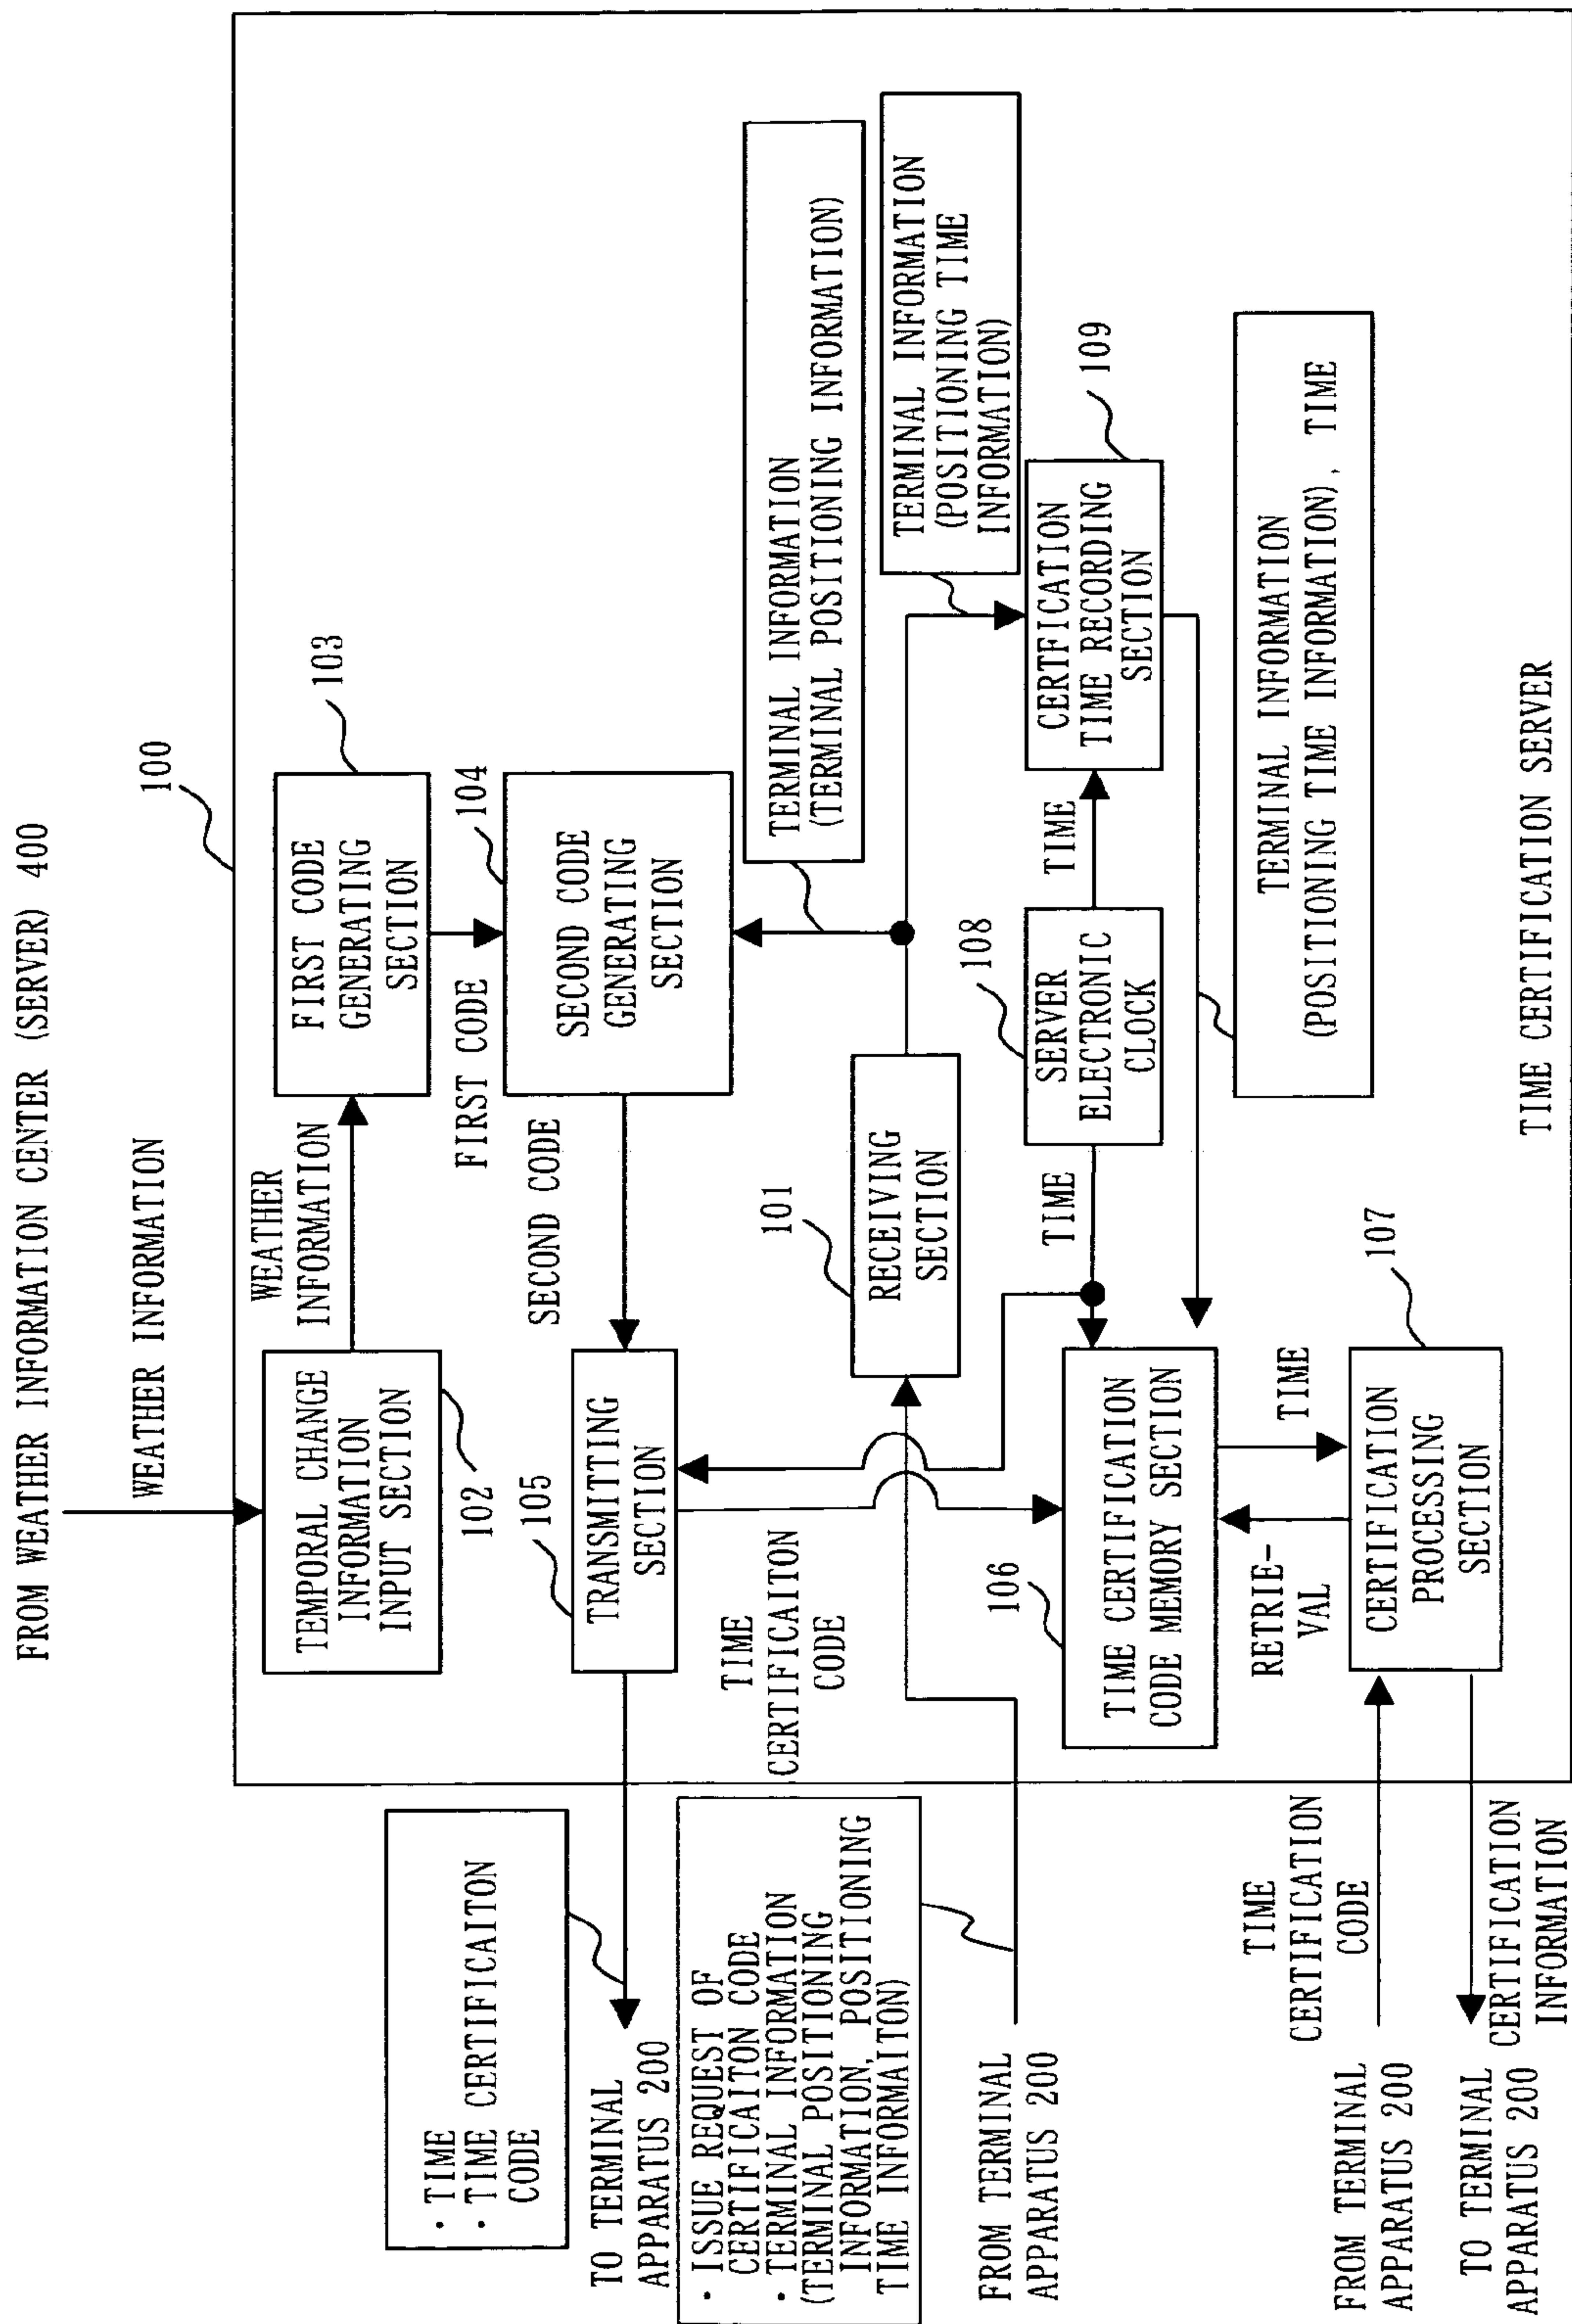 FROM WEATHER INFORMATION CENTER (SERVER) 400
WEATHER INFORMATION
100
TEMPORAL CHANGE
INFORMATION
INPUT SECTION
102
WEATHER
INFORMATION
FIRST CODE
GENERATING
SECTION
103
FIRST CODE
104
SECOND CODE
GENERATING
SECTION
SECOND CODE
105
TRANSMITTING
SECTION
· TIME
· TIME CERTIFICAITON
CODE
TO TERMINAL
APPARATUS 200
TIME
CERTIFICAITON
CODE
TERMINAL INFORMATION
(TERMINAL POSITIONING INFORMATION)
101
RECEIVING
SECTION
· ISSUE REQUEST OF
CERTIFICAITON CODE
· TERMINAL INFORMATION
(TERMINAL POSITIONING
INFORMATION, POSITIONING
TIME INFORMAITON)
FROM TERMINAL
APPARATUS 200
TERMINAL INFORMATION
(POSITIONING TIME
INFORMATION)
109
CERTFICATION
TIME RECORDING
SECTION
TIME
108
SERVER
ELECTRONIC
CLOCK
TIME
106
TIME CERTIFICATION
CODE MEMORY SECTION
TERMINAL INFORMATION
(POSITIONING TIME INFORMATION), TIME
RETRIE-
VAL
TIME
107
CERTIFICATION
PROCESSING
SECTION
TIME
CERTIFICATION
CODE
FROM TERMINAL
APPARATUS 200
CERTIFICATION
INFORMATION
TO TERMINAL
APPARATUS 200
TIME CERTIFICATION SERVER